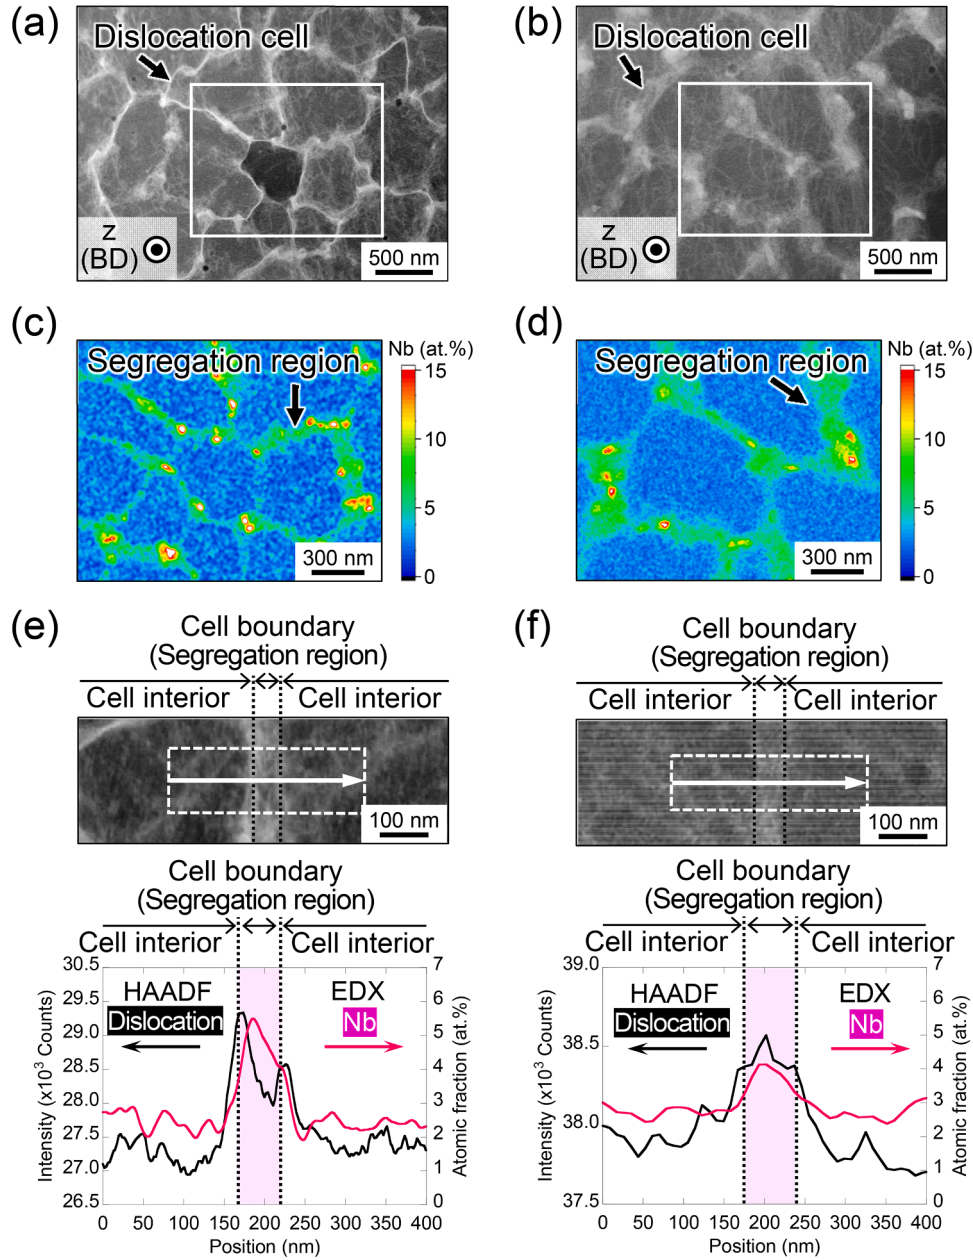 (a)
Dislocation cell
z
(BD)
500 nm
(b)
Dislocation cell
z
(BD)
500 nm
(c)
Segregation region
300 nm
Nb (at.%)
15
10
5
0
(d)
Segregation region
300 nm
Nb (at.%)
15
10
5
0
(e)
Cell boundary
(Segregation region)
Cell interior
Cell interior
100 nm
Cell boundary
(Segregation region)
Cell interior
Cell interior
30.5
29.5
29.0
28.5
28.0
27.5
27.0
26.5
Intensity (x10³ Counts)
HAADF
Dislocation
EDX
Nb
7
6
5
4
3
2
1
0
Atomic fraction (at.%)
0 50 100 150 200 250 300 350 400
Position (nm)
(f)
Cell boundary
(Segregation region)
Cell interior
Cell interior
100 nm
Cell boundary
(Segregation region)
Cell interior
Cell interior
39.0
38.5
38.0
37.5
Intensity (x10³ Counts)
HAADF
Dislocation
EDX
Nb
7
6
5
4
3
2
1
0
Atomic fraction (at.%)
0 50 100 150 200 250 300 350 400
Position (nm)